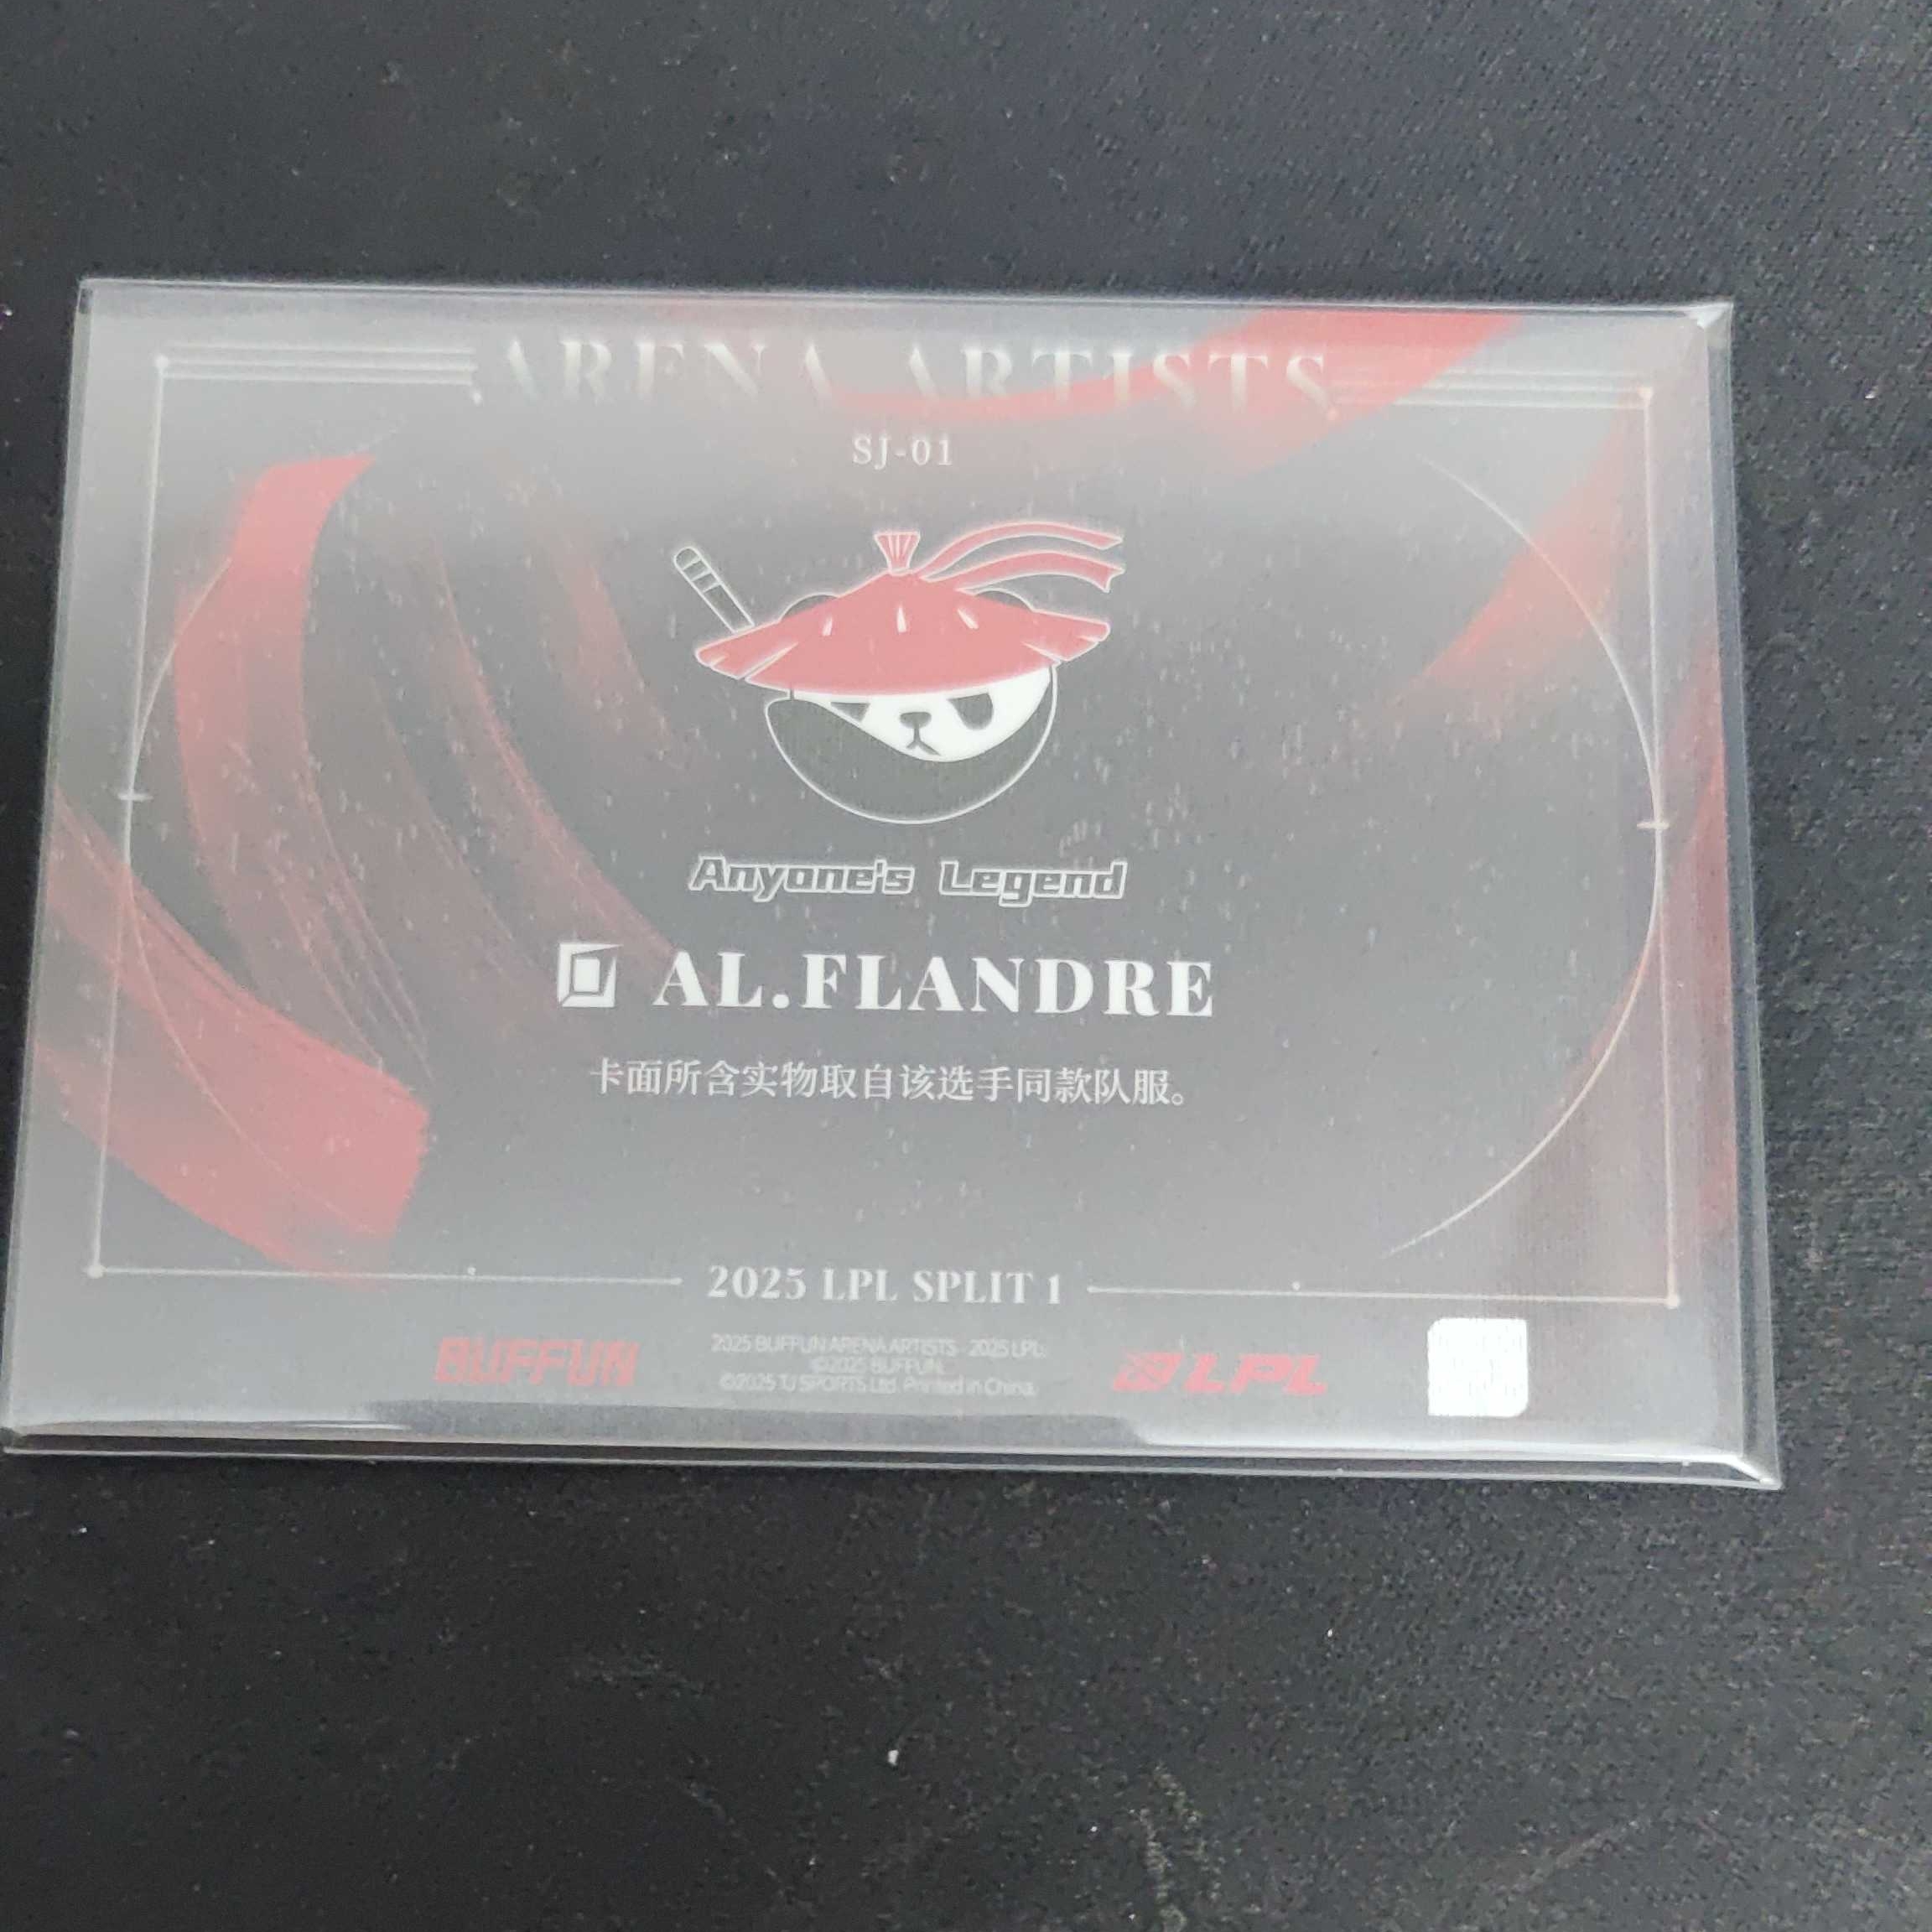 ARENA ARTISTS
SJ-01
Anyone's Legend
AL.FLANDRE
卡面所含实物取自该选手同款队服。
2025 LPL SPLIT 1
BUFFUN
2025 BUFFUN ARENA ARTISTS - 2025 LPL.
©2025 BUFFUN.
©2025 TJ SPORTS Ltd. Printed in China.
LPL